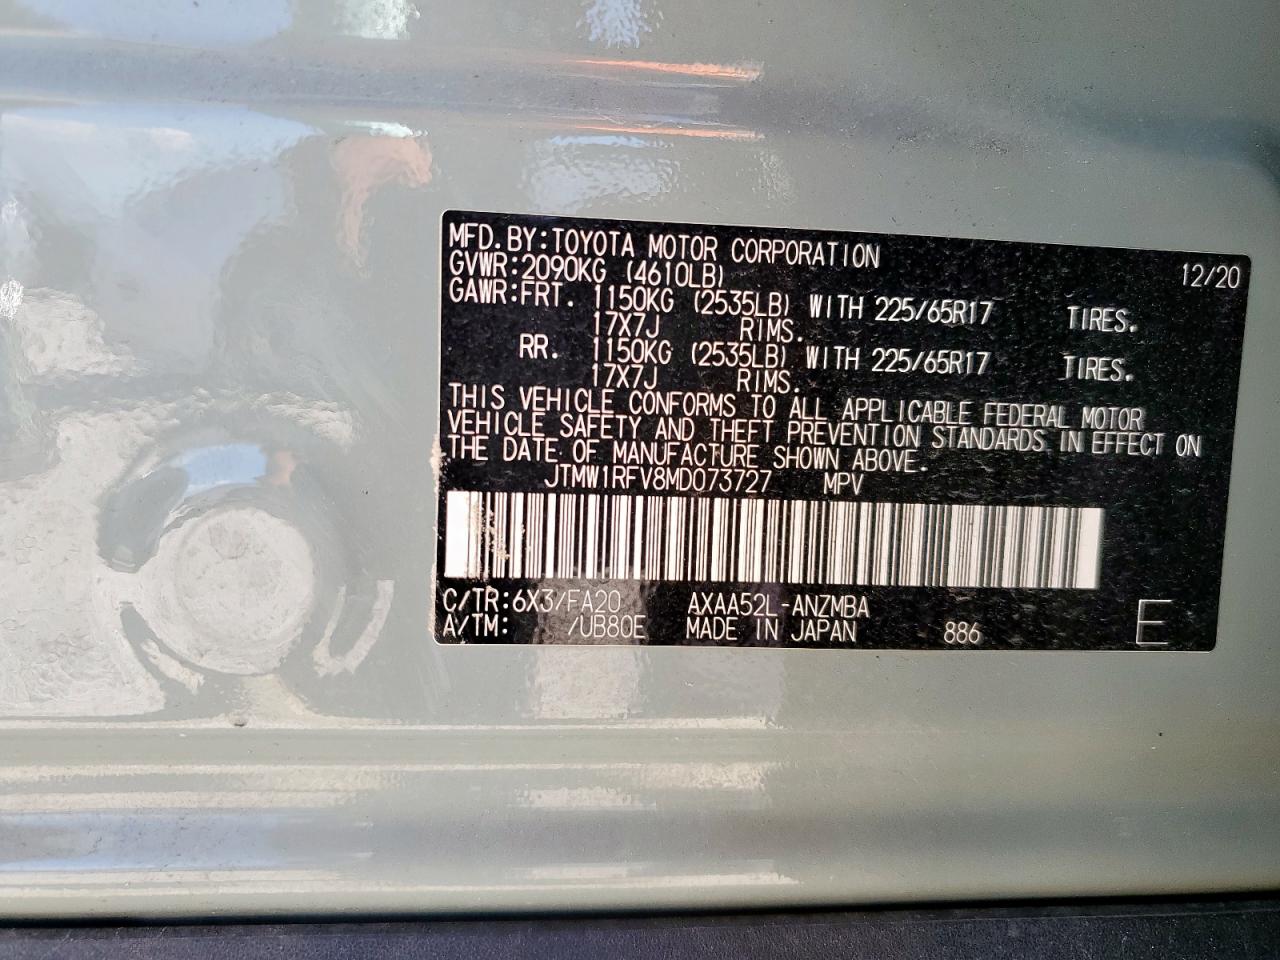 MFD.BY:TOYOTA MOTOR CORPORATION 12/20
GVWR:2090KG (4610LB)
GAWR:FRT. 1150KG (2535LB) WITH 225/65R17 TIRES.
17X7J RIMS.
RR. 1150KG (2535LB) WITH 225/65R17 TIRES.
17X7J RIMS.
THIS VEHICLE CONFORMS TO ALL APPLICABLE FEDERAL MOTOR
VEHICLE SAFETY AND THEFT PREVENTION STANDARDS IN EFFECT ON
THE DATE OF MANUFACTURE SHOWN ABOVE.
JTMW1RFV8MD073727 MPV
C/TR:6X3/FA20 AXAA52L-ANZMBA
A/TM: /UB80E MADE IN JAPAN 886 E